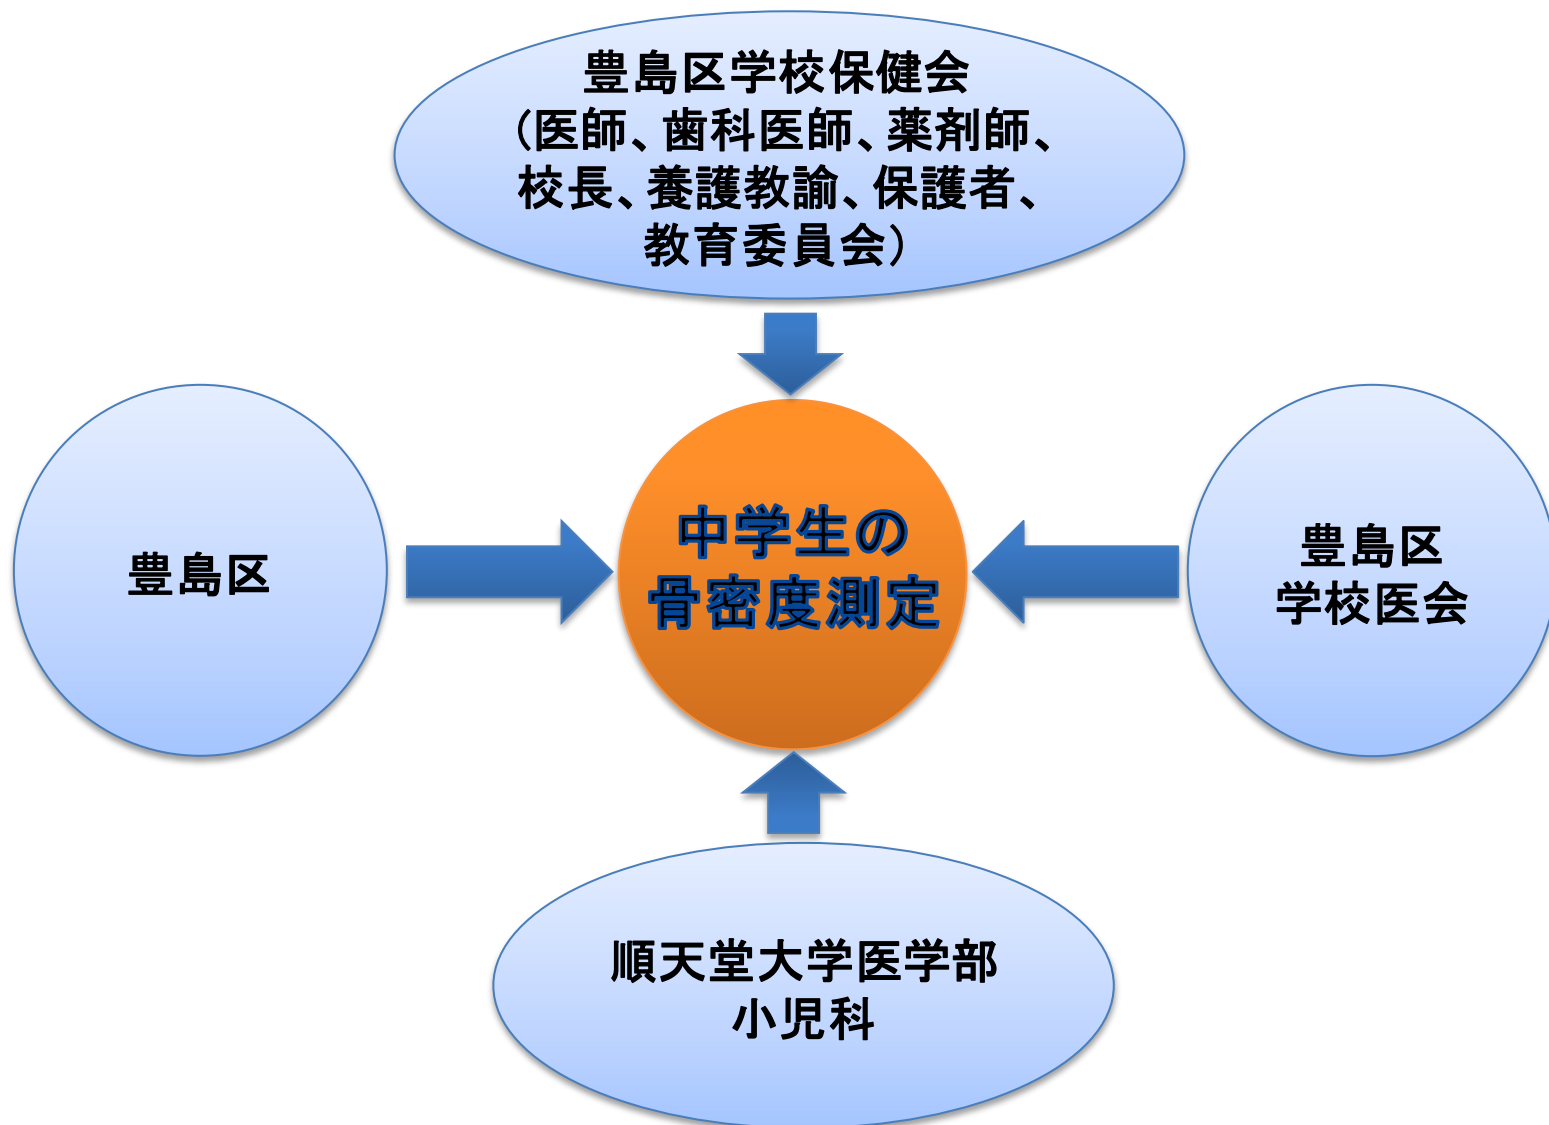 豊島区学校保健会
（医師、歯科医師、薬剤師、
校長、養護教諭、保護者、
教育委員会）
豊島区
中学生の
骨密度測定
豊島区
学校医会
順天堂大学医学部
小児科